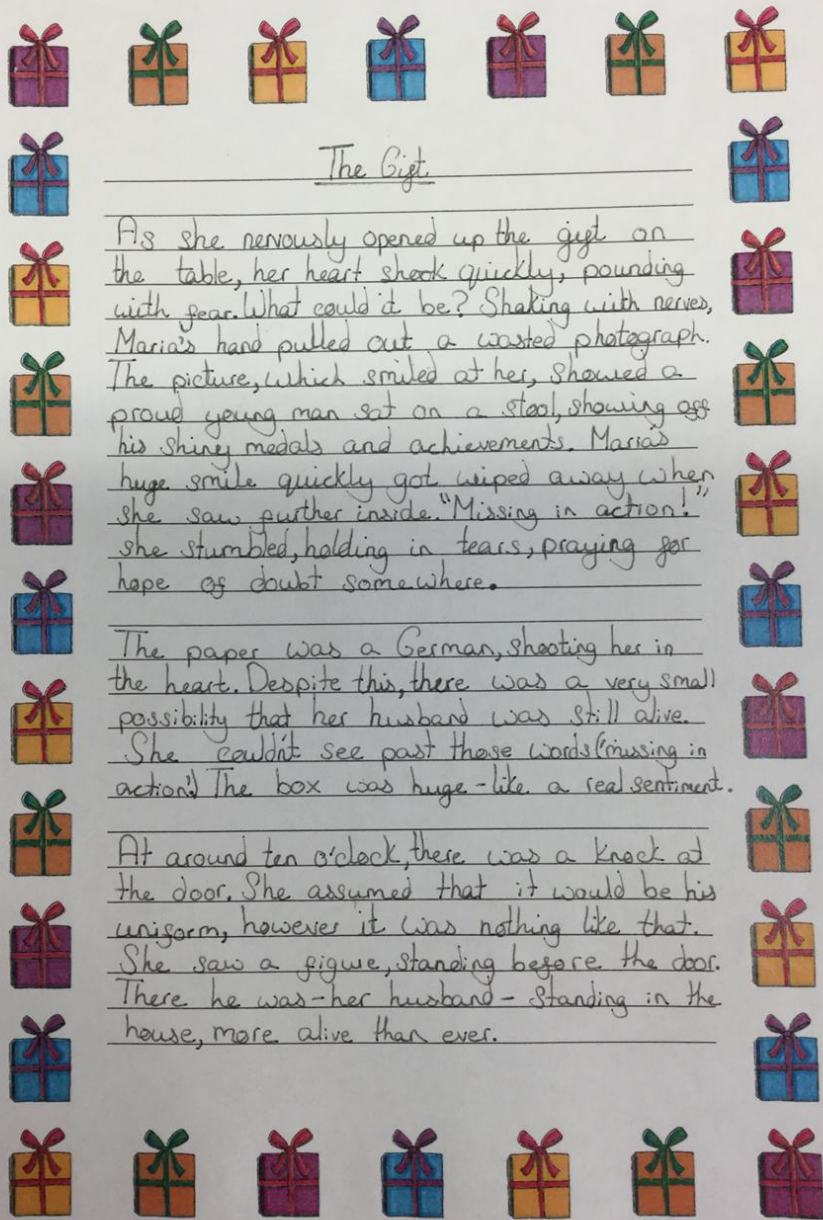 The Gift
As she nervously opened up the gift on
the table, her heart shook quickly, pounding
with fear. What could it be? Shaking with nerves,
Maria's hand pulled out a wasted photograph.
The picture, which smiled at her, showed a
proud young man sat on a stool, showing off
his shiney medals and achievements. Maria's
huge smile quickly got wiped away when
she saw further inside. "Missing in action!"
she stumbled, holding in tears, praying for
hope of doubt somewhere.
The paper was a German, shooting her in
the heart. Despite this, there was a very small
possibility that her husband was still alive.
She couldn't see past those words ('missing in
action'.) The box was huge - like a real sentiment.
At around ten o'clock, there was a knock at
the door. She assumed that it would be his
uniform, however it was nothing like that.
She saw a figure, standing before the door.
There he was - her husband - standing in the
house, more alive than ever.